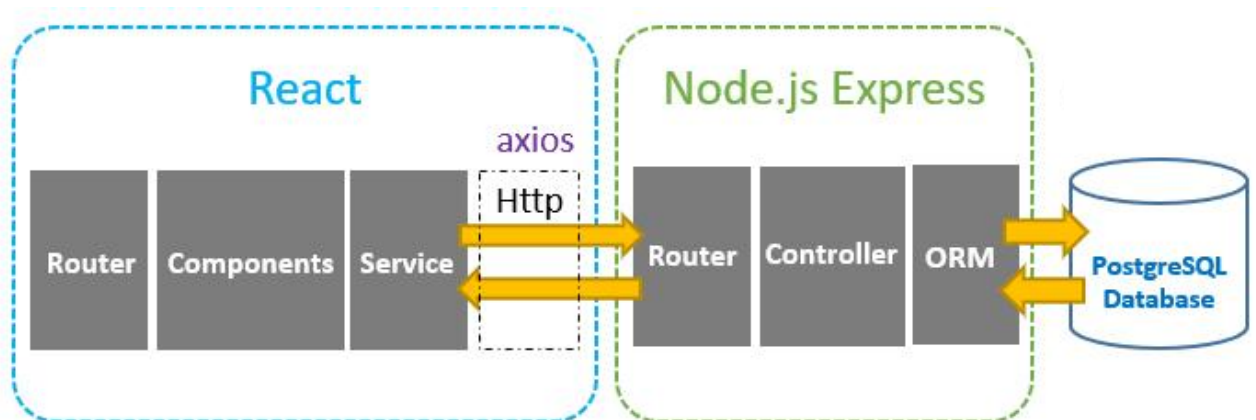 React
Node.js Express
axios
Http
Router
Components
Service
Router
Controller
ORM
PostgreSQL
Database